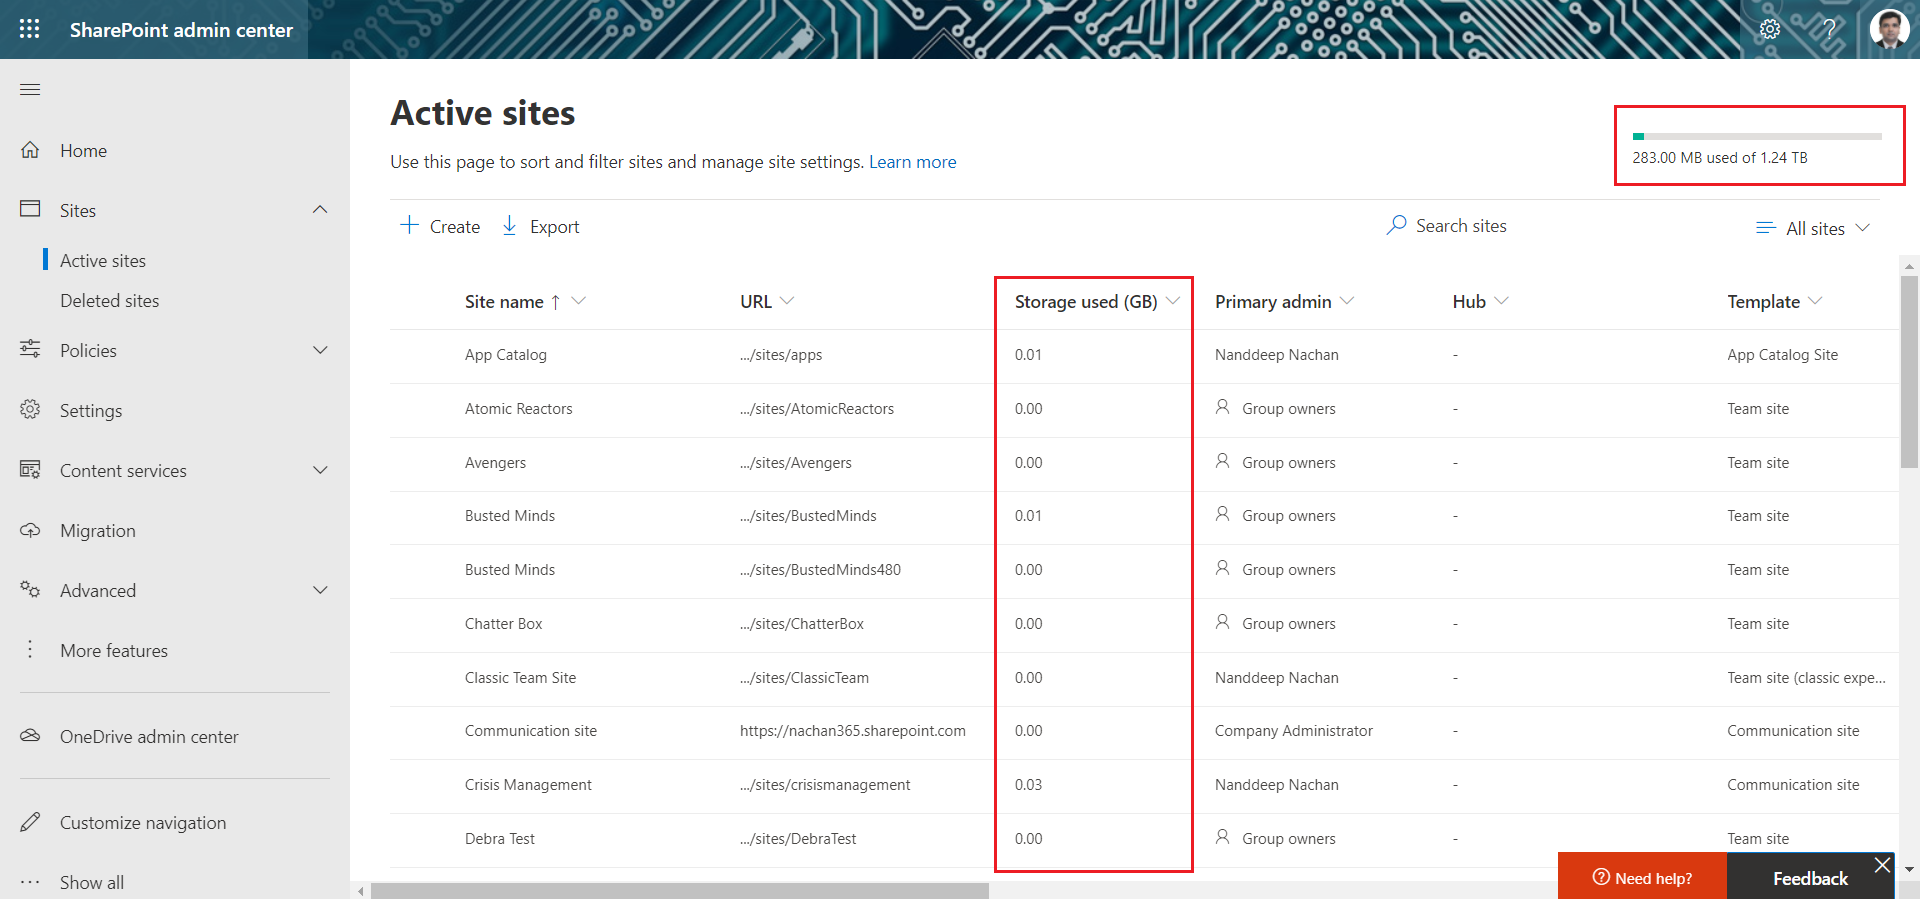 SharePoint admin center
Home
Sites
Active sites
Deleted sites
Policies
Settings
Content services
Migration
Advanced
More features
OneDrive admin center
Customize navigation
Show all
Active sites
Use this page to sort and filter sites and manage site settings. Learn more
283.00 MB used of 1.24 TB
Create Export Search sites All sites
Site name ↑ URL Storage used (GB) Primary admin Hub Template
App Catalog .../sites/apps 0.01 Nanddeep Nachan - App Catalog Site
Atomic Reactors .../sites/AtomicReactors 0.00 Group owners - Team site
Avengers .../sites/Avengers 0.00 Group owners - Team site
Busted Minds .../sites/BustedMinds 0.01 Group owners - Team site
Busted Minds .../sites/BustedMinds480 0.00 Group owners - Team site
Chatter Box .../sites/ChatterBox 0.00 Group owners - Team site
Classic Team Site .../sites/ClassicTeam 0.00 Nanddeep Nachan - Team site (classic expe...
Communication site https://nachan365.sharepoint.com 0.00 Company Administrator - Communication site
Crisis Management .../sites/crisismanagement 0.03 Nanddeep Nachan - Communication site
Debra Test .../sites/DebraTest 0.00 Group owners - Team site
Need help? Feedback